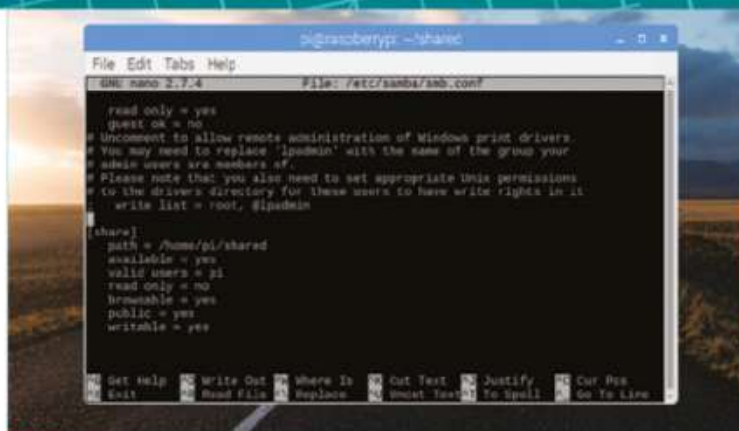 pi@raspberrypi: ~/shared
File Edit Tabs Help
GNU nano 2.7.4 File: /etc/samba/smb.conf
read only = yes
guest ok = no
# Uncomment to allow remote administration of Windows print drivers.
# You may need to replace 'lpadmin' with the name of the group your
# admin users are members of.
# Please note that you also need to set appropriate Unix permissions
# to the drivers directory for these users to have write rights in it
; write list = root, @lpadmin
[share]
path = /home/pi/shared
available = yes
valid users = pi
read only = no
browsable = yes
public = yes
writable = yes
^G Get Help ^O Write Out ^W Where Is ^K Cut Text ^J Justify ^C Cur Pos
^X Exit ^R Read File ^\ Replace ^U Uncut Text ^T To Spell ^_ Go To Line